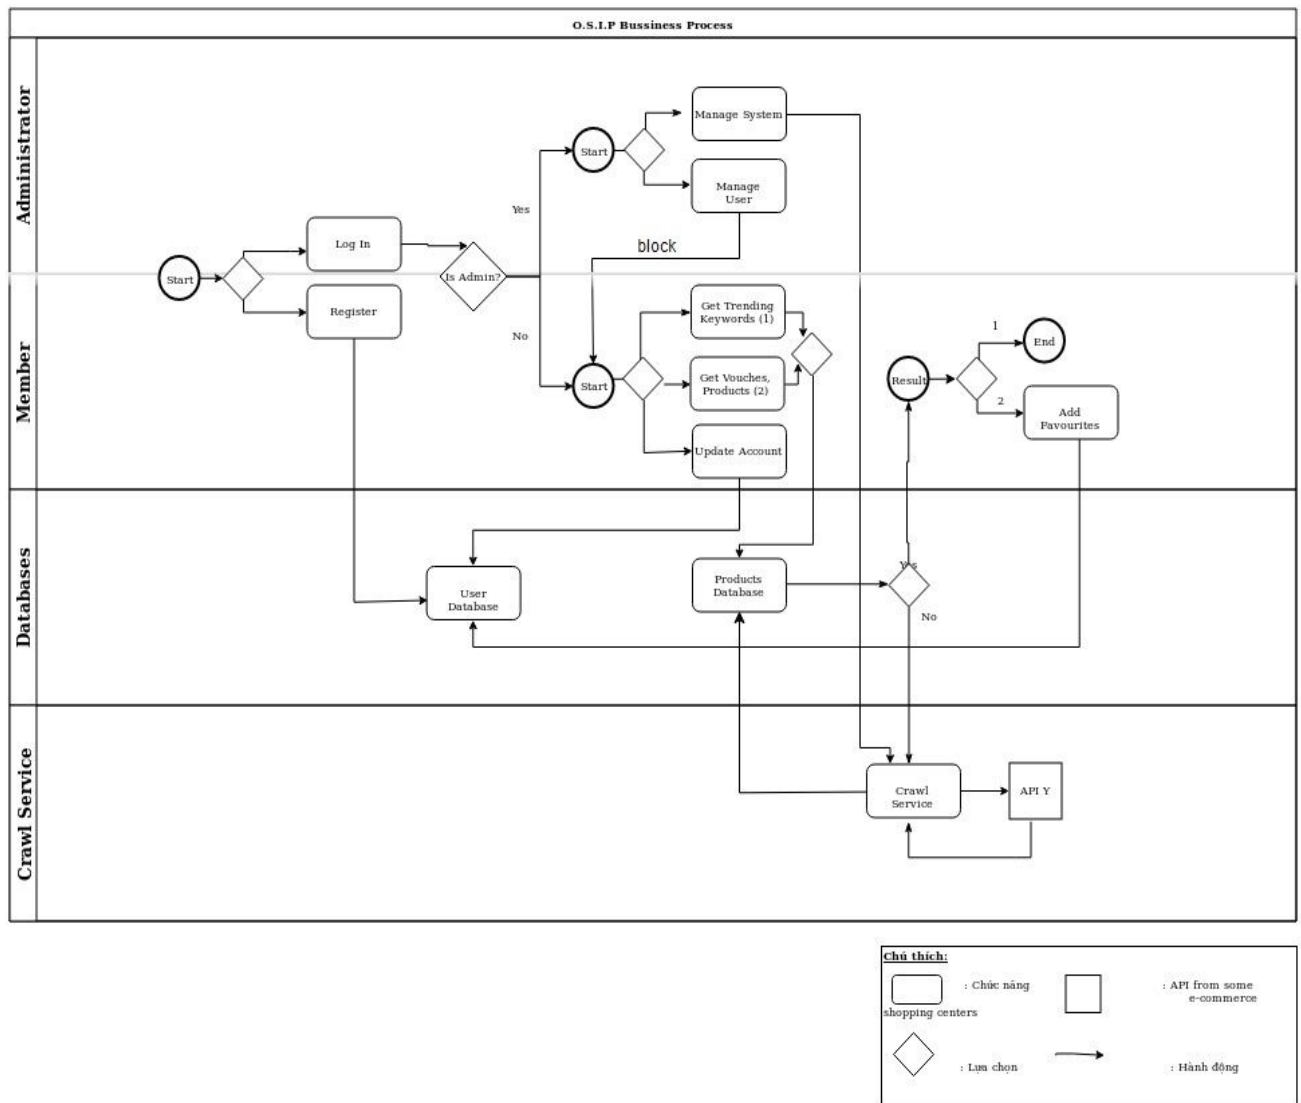 O.S.I.P Bussiness Process
Administrator
Manage System
Start
Manage
User
Yes
block
Log In
Is Admin?
Start
Register
No
Member
Get Trending
Keywords (1)
Get Vouches,
Products (2)
Update Account
Start
Result
1
End
2
Add
Favourites
Databases
User
Database
Products
Database
Yes
No
Crawl Service
Crawl
Service
API Y
Chú thích:
: Chức năng
: API from some
e-commerce
shopping centers
: Lựa chọn
: Hành động